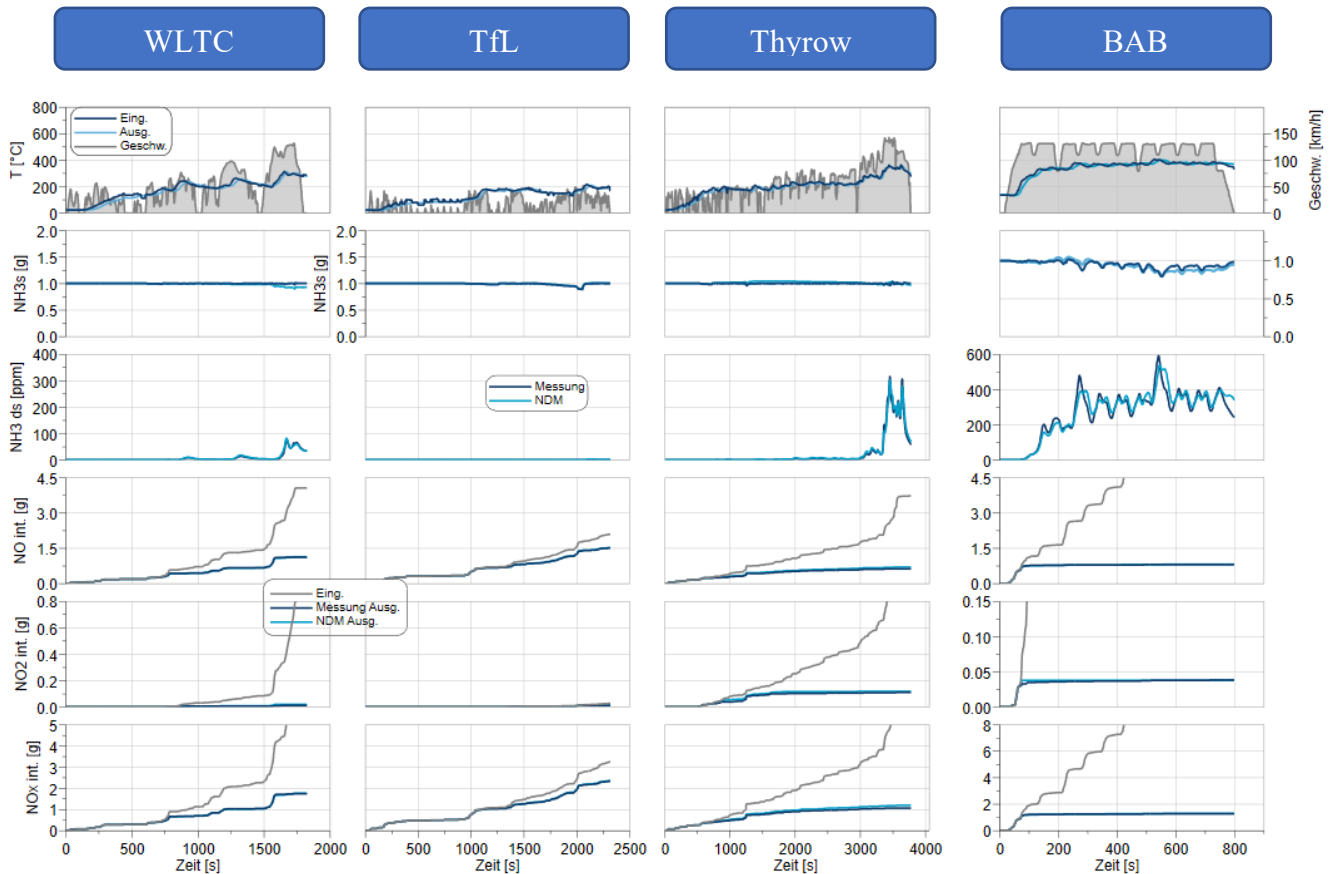 WLTC
TfL
Thyrow
BAB
T [°C]
800
600
400
200
0
Eing.
Ausg.
Geschw.
150
100
50
0
Geschw. [km/h]
NH3s [g]
2.0
1.5
1.0
0.5
0.0
NH3s [g]
2.0
1.5
1.0
0.5
0.0
1.0
0.5
0.0
NH3 ds [ppm]
400
300
200
100
0
Messung
NDM
600
400
200
0
NO int. [g]
4.5
3.0
1.5
0.0
4.5
3.0
1.5
0.0
Eing.
Messung Ausg.
NDM Ausg.
NO2 int. [g]
0.8
0.6
0.4
0.2
0.0
0.15
0.10
0.05
0.00
NOx int. [g]
5
4
3
2
1
0
8
6
4
2
0
0 500 1000 1500 2000
0 500 1000 1500 2000 2500
0 1000 2000 3000 4000
0 200 400 600 800
Zeit [s]
Zeit [s]
Zeit [s]
Zeit [s]